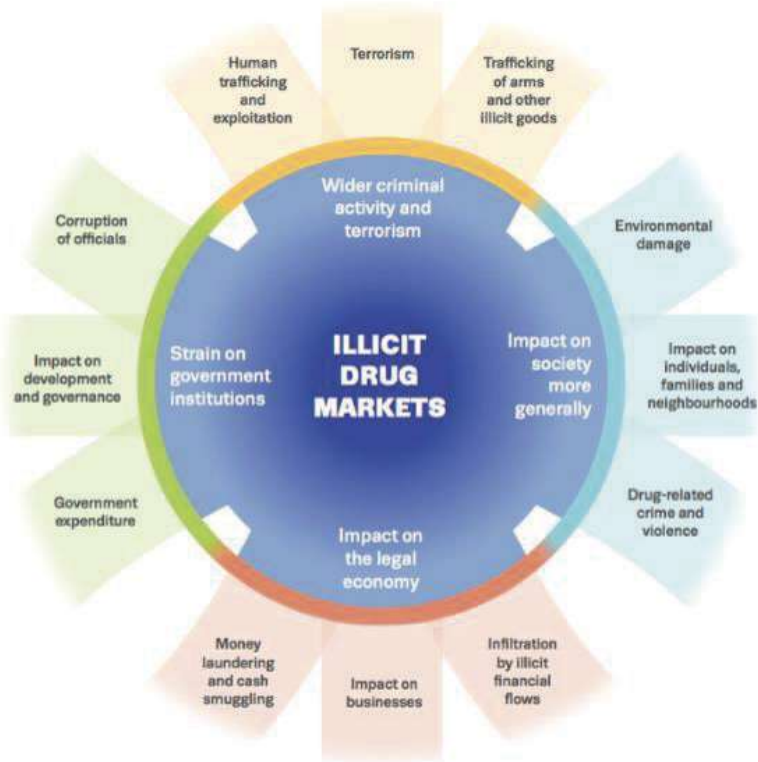 Human
trafficking
and
exploitation
Terrorism
Trafficking
of arms
and other
illicit goods
Wider criminal
activity and
terrorism
Corruption
of officials
Environmental
damage
Impact on
development
and governance
Strain on
government
institutions
ILLICIT
DRUG
MARKETS
Impact on
society
more
generally
Impact on
individuals,
families and
neighbourhoods
Government
expenditure
Drug-related
crime and
violence
Impact on
the legal
economy
Money
laundering
and cash
smuggling
Impact on
businesses
Infiltration
by illicit
financial
flows